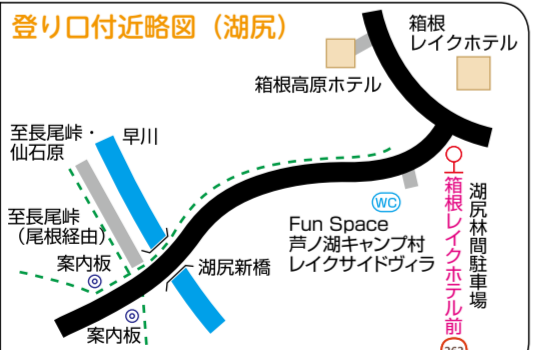 登り口付近略図（湖尻）
箱根
レイクホテル
箱根高原ホテル
至長尾峠・
仙石原
早川
至長尾峠
（尾根経由）
案内板
湖尻新橋
案内板
WC
Fun Space
芦ノ湖キャンプ村
レイクサイドヴィラ
箱根レイクホテル前
湖尻林間駐車場